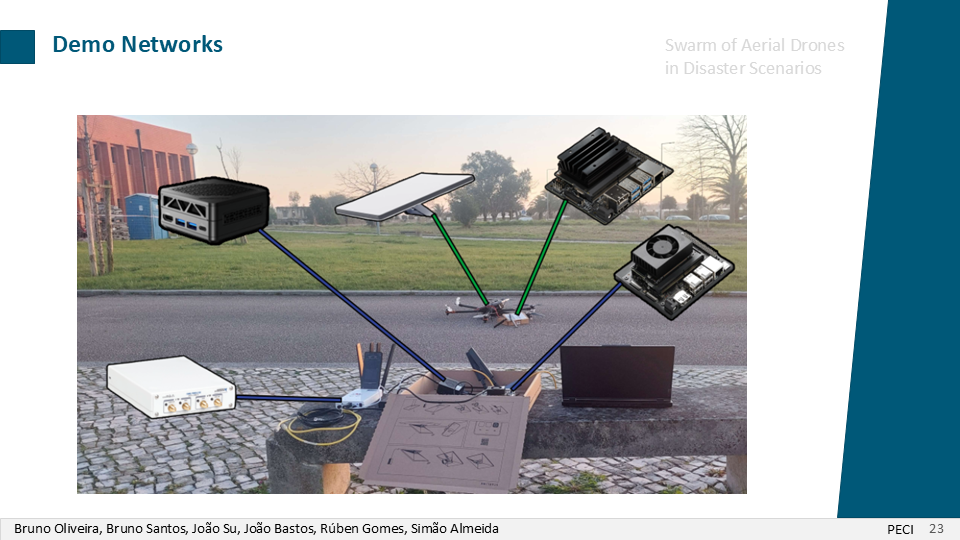 Demo Networks
Swarm of Aerial Drones
in Disaster Scenarios
Bruno Oliveira, Bruno Santos, João Su, João Bastos, Rúben Gomes, Simão Almeida
PECI
23